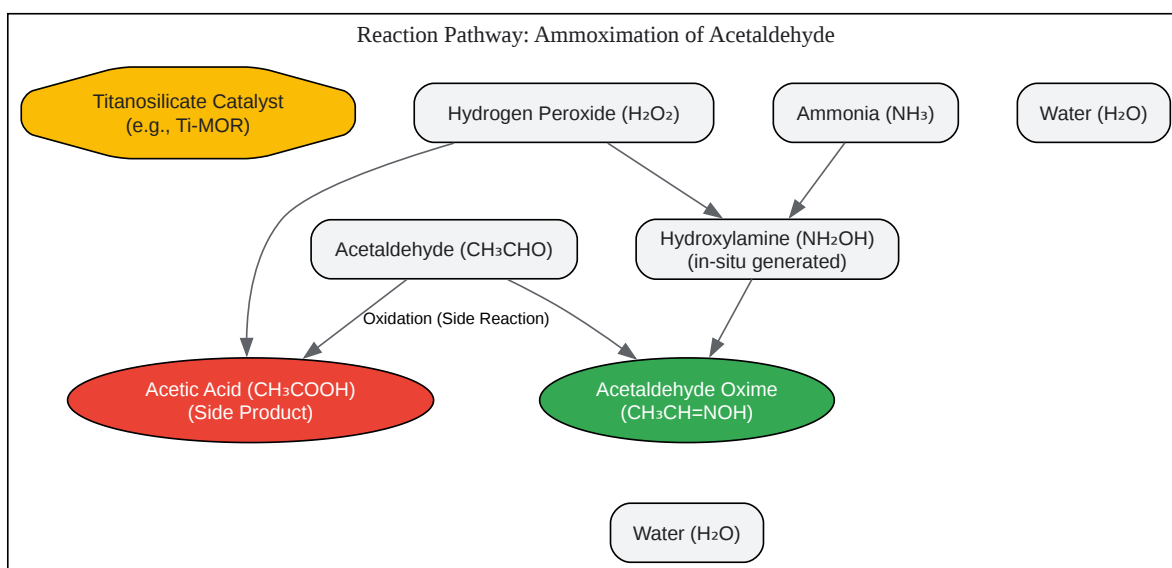 Reaction Pathway: Ammoximation of Acetaldehyde
Titanosilicate Catalyst
(e.g., Ti-MOR)
Hydrogen Peroxide (H₂O₂)
Ammonia (NH₃)
Water (H₂O)
Acetaldehyde (CH₃CHO)
Hydroxylamine (NH₂OH)
(in-situ generated)
Oxidation (Side Reaction)
Acetic Acid (CH₃COOH)
(Side Product)
Acetaldehyde Oxime
(CH₃CH=NOH)
Water (H₂O)